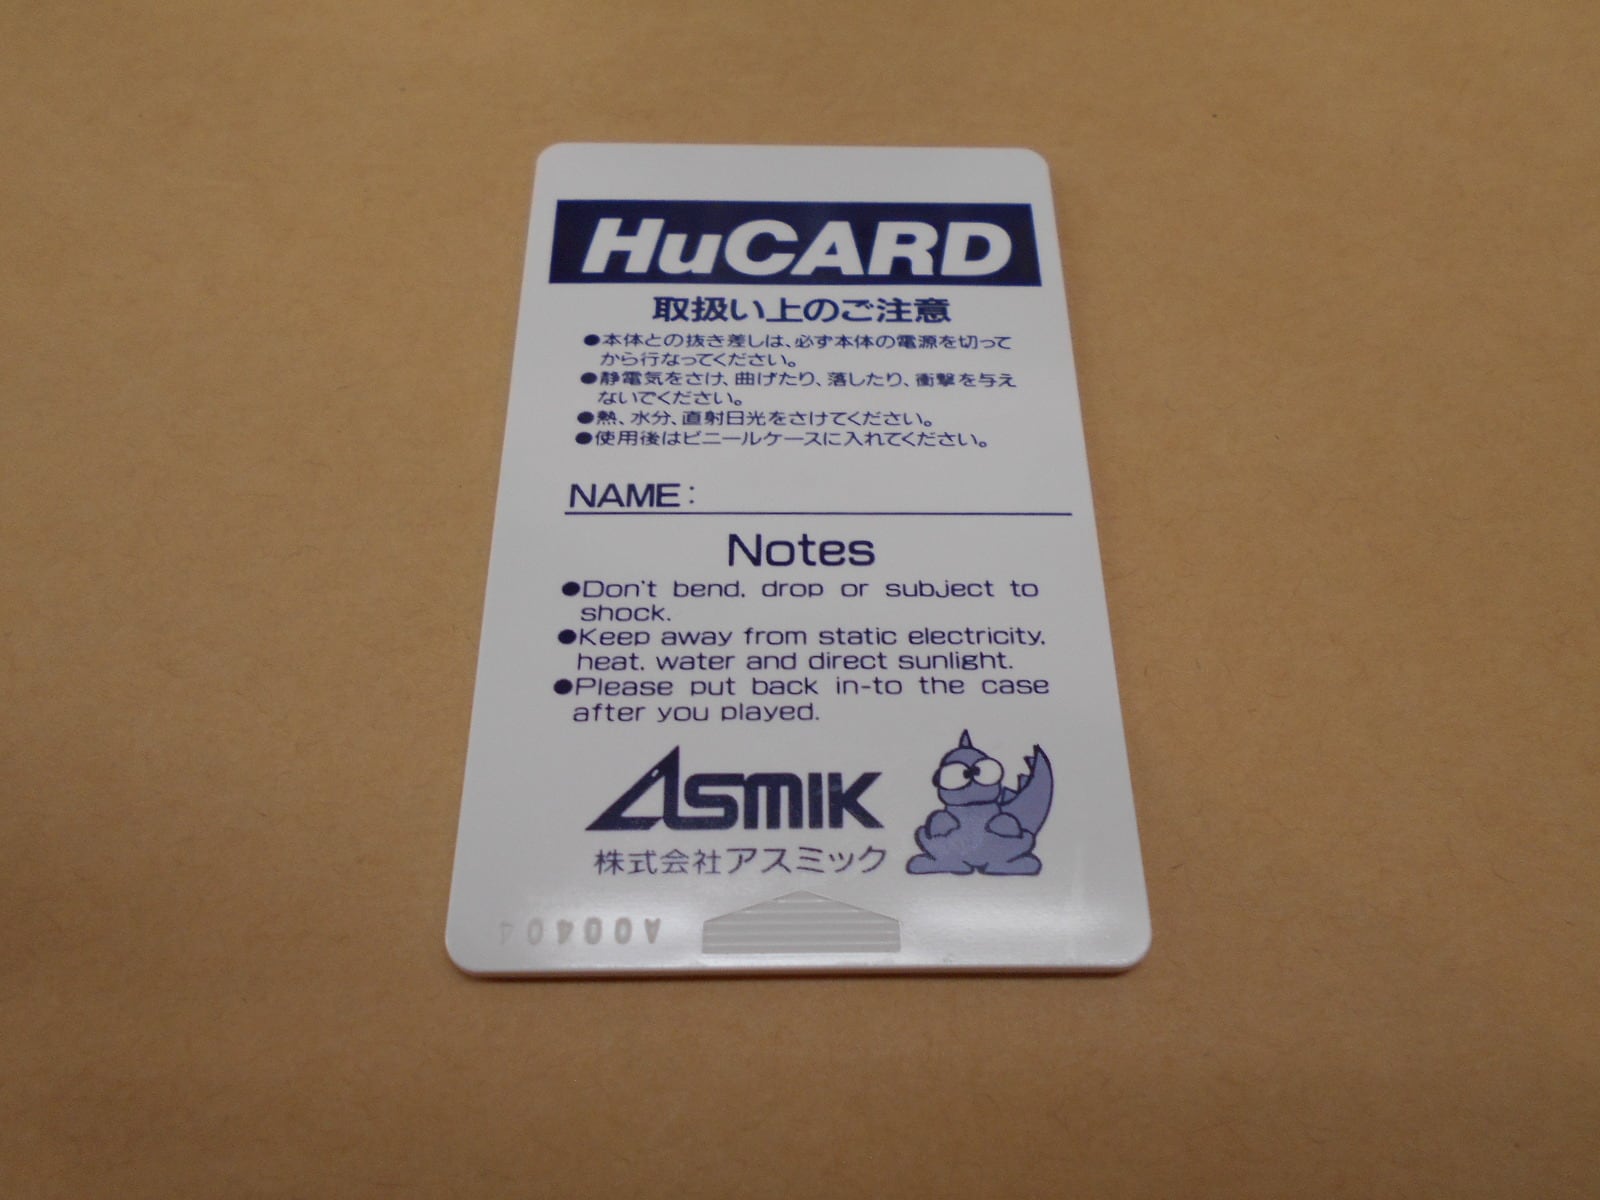 HuCARD
取扱い上のご注意
●本体との抜き差しは、必ず本体の電源を切って
から行なってください。
●静電気をさけ、曲げたり、落したり、衝撃を与え
ないでください。
●熱、水分、直射日光をさけてください。
●使用後はビニールケースに入れてください。
NAME:
Notes
●Don't bend, drop or subject to
shock.
●Keep away from static electricity,
heat, water and direct sunlight.
●Please put back in-to the case
after you played.
ASMIK
株式会社アスミック
A00404